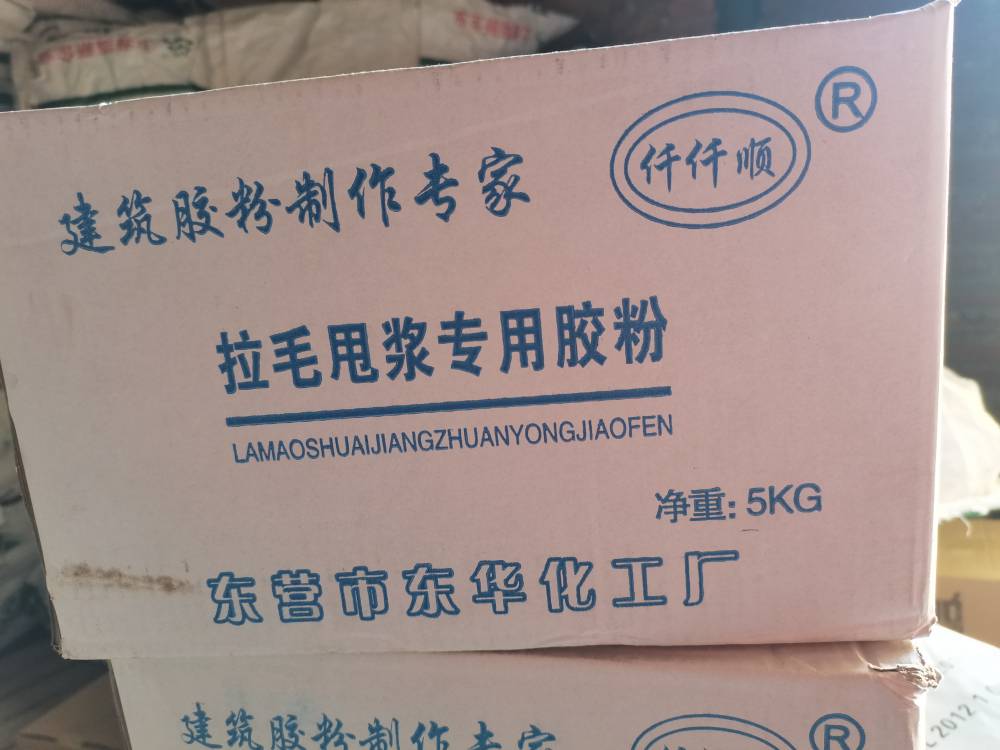 建筑胶粉制作专家
仟仟顺
®
拉毛甩浆专用胶粉
LAMAOSHUAIJIANGZHUANYONGJIAOFEN
净重: 5KG
东营市东华化工厂
建筑胶粉制作专家
®